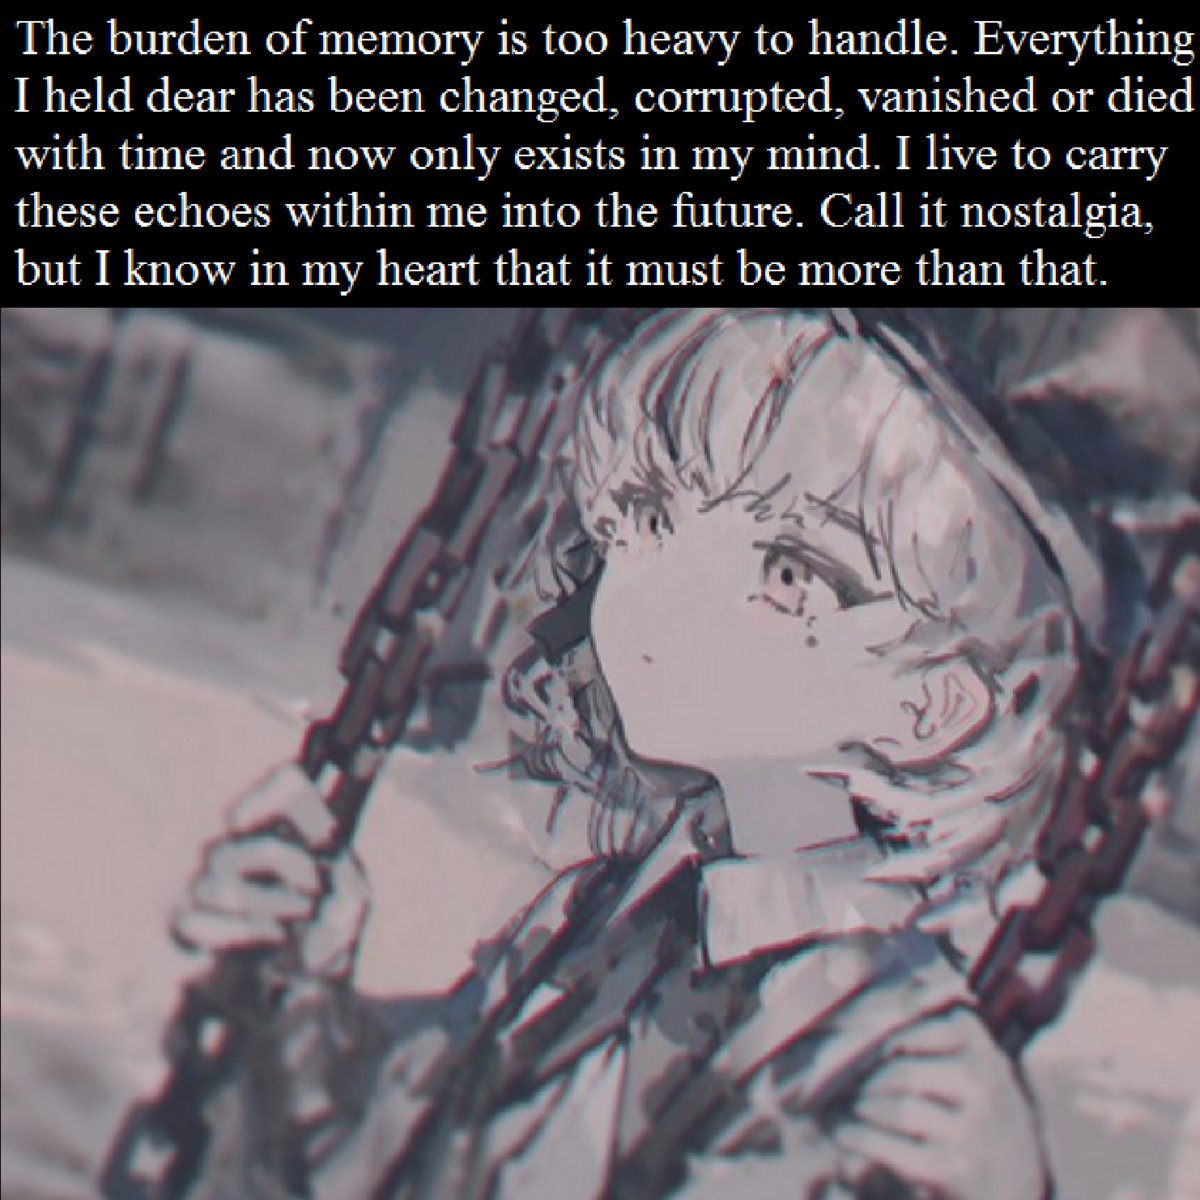 The burden of memory is too heavy to handle. Everything
I held dear has been changed, corrupted, vanished or died
with time and now only exists in my mind. I live to carry
these echoes within me into the future. Call it nostalgia,
but I know in my heart that it must be more than that.